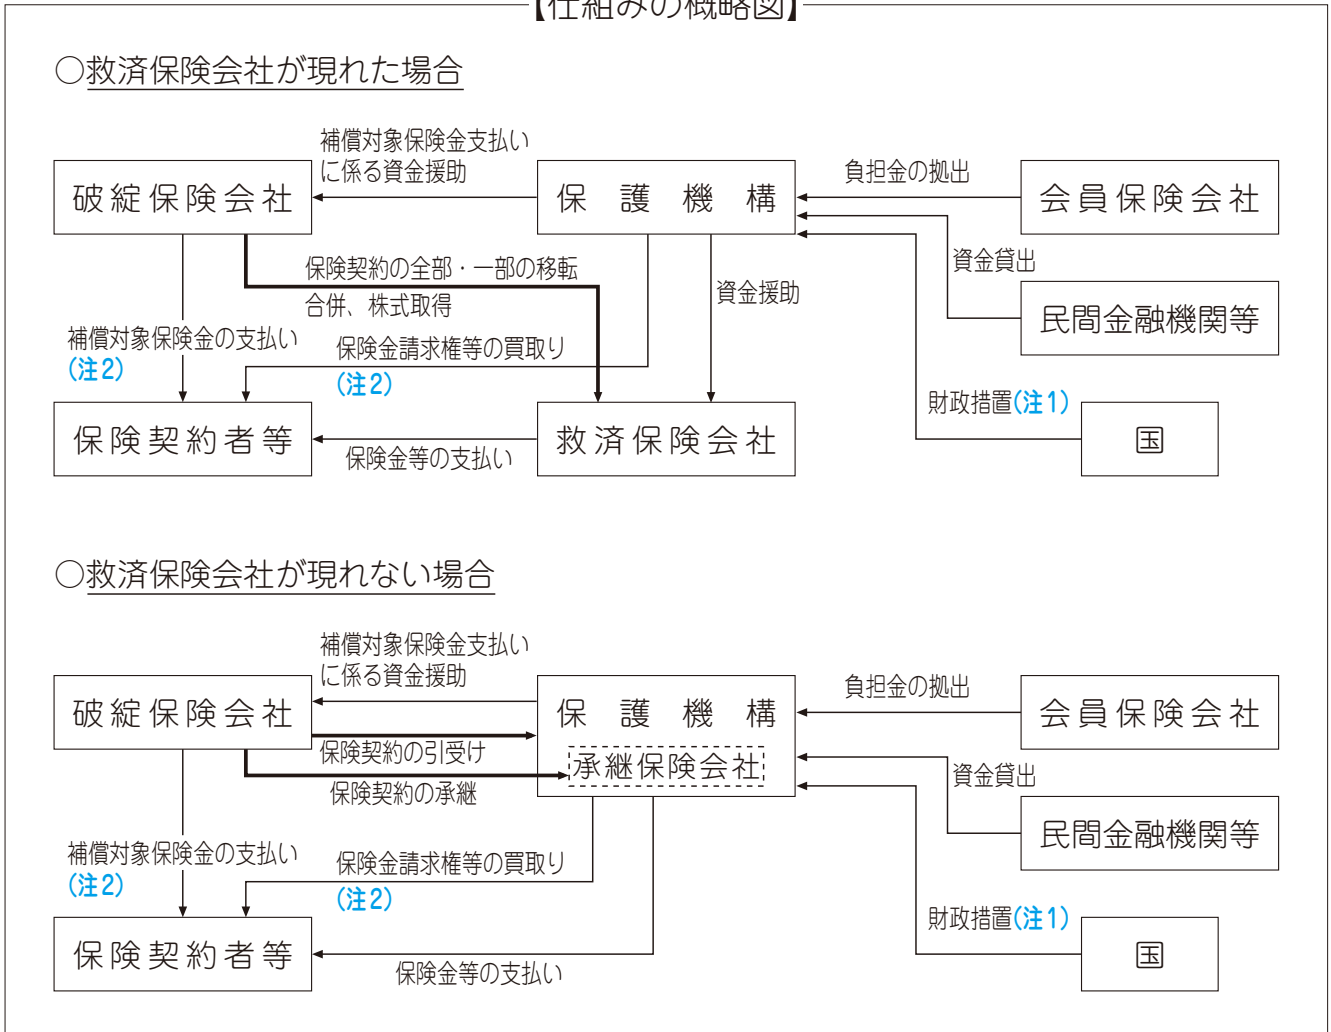 【仕組みの概略図】
○救済保険会社が現れた場合
補償対象保険金支払い
に係る資金援助
破綻保険会社
保護機構
負担金の拠出
会員保険会社
保険契約の全部・一部の移転
合併、株式取得
資金援助
資金貸出
民間金融機関等
補償対象保険金の支払い
(注2)
保険金請求権等の買取り
(注2)
財政措置(注1)
保険契約者等
保険金等の支払い
救済保険会社
国
○救済保険会社が現れない場合
補償対象保険金支払い
に係る資金援助
破綻保険会社
保護機構
負担金の拠出
会員保険会社
保険契約の引受け
承継保険会社
保険契約の承継
資金貸出
民間金融機関等
補償対象保険金の支払い
(注2)
保険金請求権等の買取り
(注2)
財政措置(注1)
保険契約者等
保険金等の支払い
国